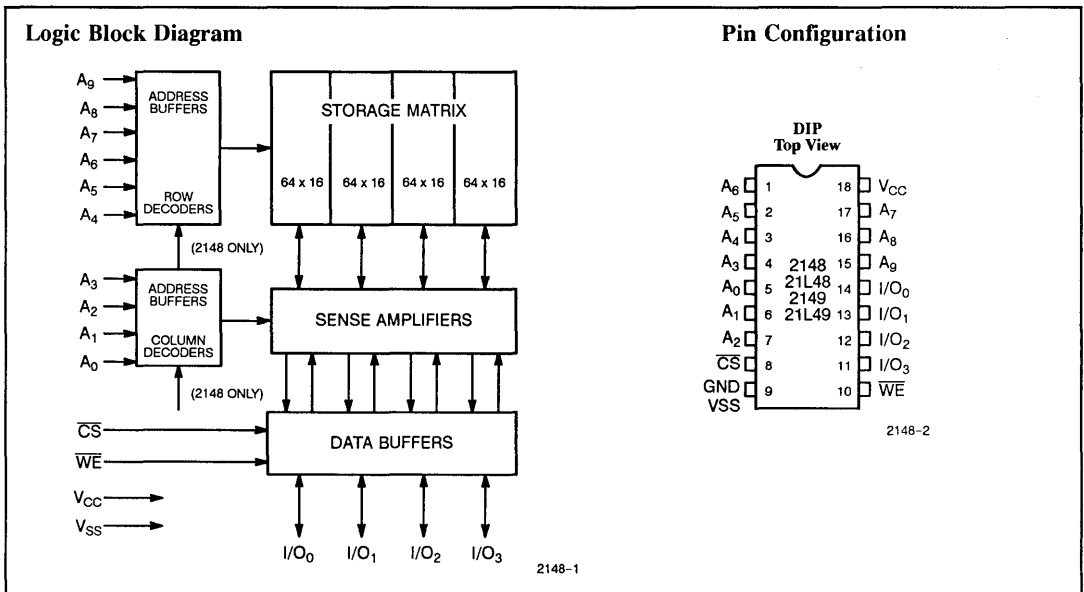 Logic Block Diagram
A9
A8
A7
A6
A5
A4
ADDRESS
BUFFERS
ROW
DECODERS
(2148 ONLY)
A3
A2
A1
A0
ADDRESS
BUFFERS
COLUMN
DECODERS
(2148 ONLY)
STORAGE MATRIX
64 x 16 64 x 16 64 x 16 64 x 16
SENSE AMPLIFIERS
DATA BUFFERS
C̅S̅
W̅E̅
VCC
VSS
I/O0 I/O1 I/O2 I/O3
2148-1
Pin Configuration
DIP
Top View
A6 1 18 VCC
A5 2 17 A7
A4 3 16 A8
A3 4 2148 15 A9
A0 5 21L48 14 I/O0
2149
A1 6 21L49 13 I/O1
A2 7 12 I/O2
C̅S̅ 8 11 I/O3
GND 9 10 W̅E̅
VSS
2148-2